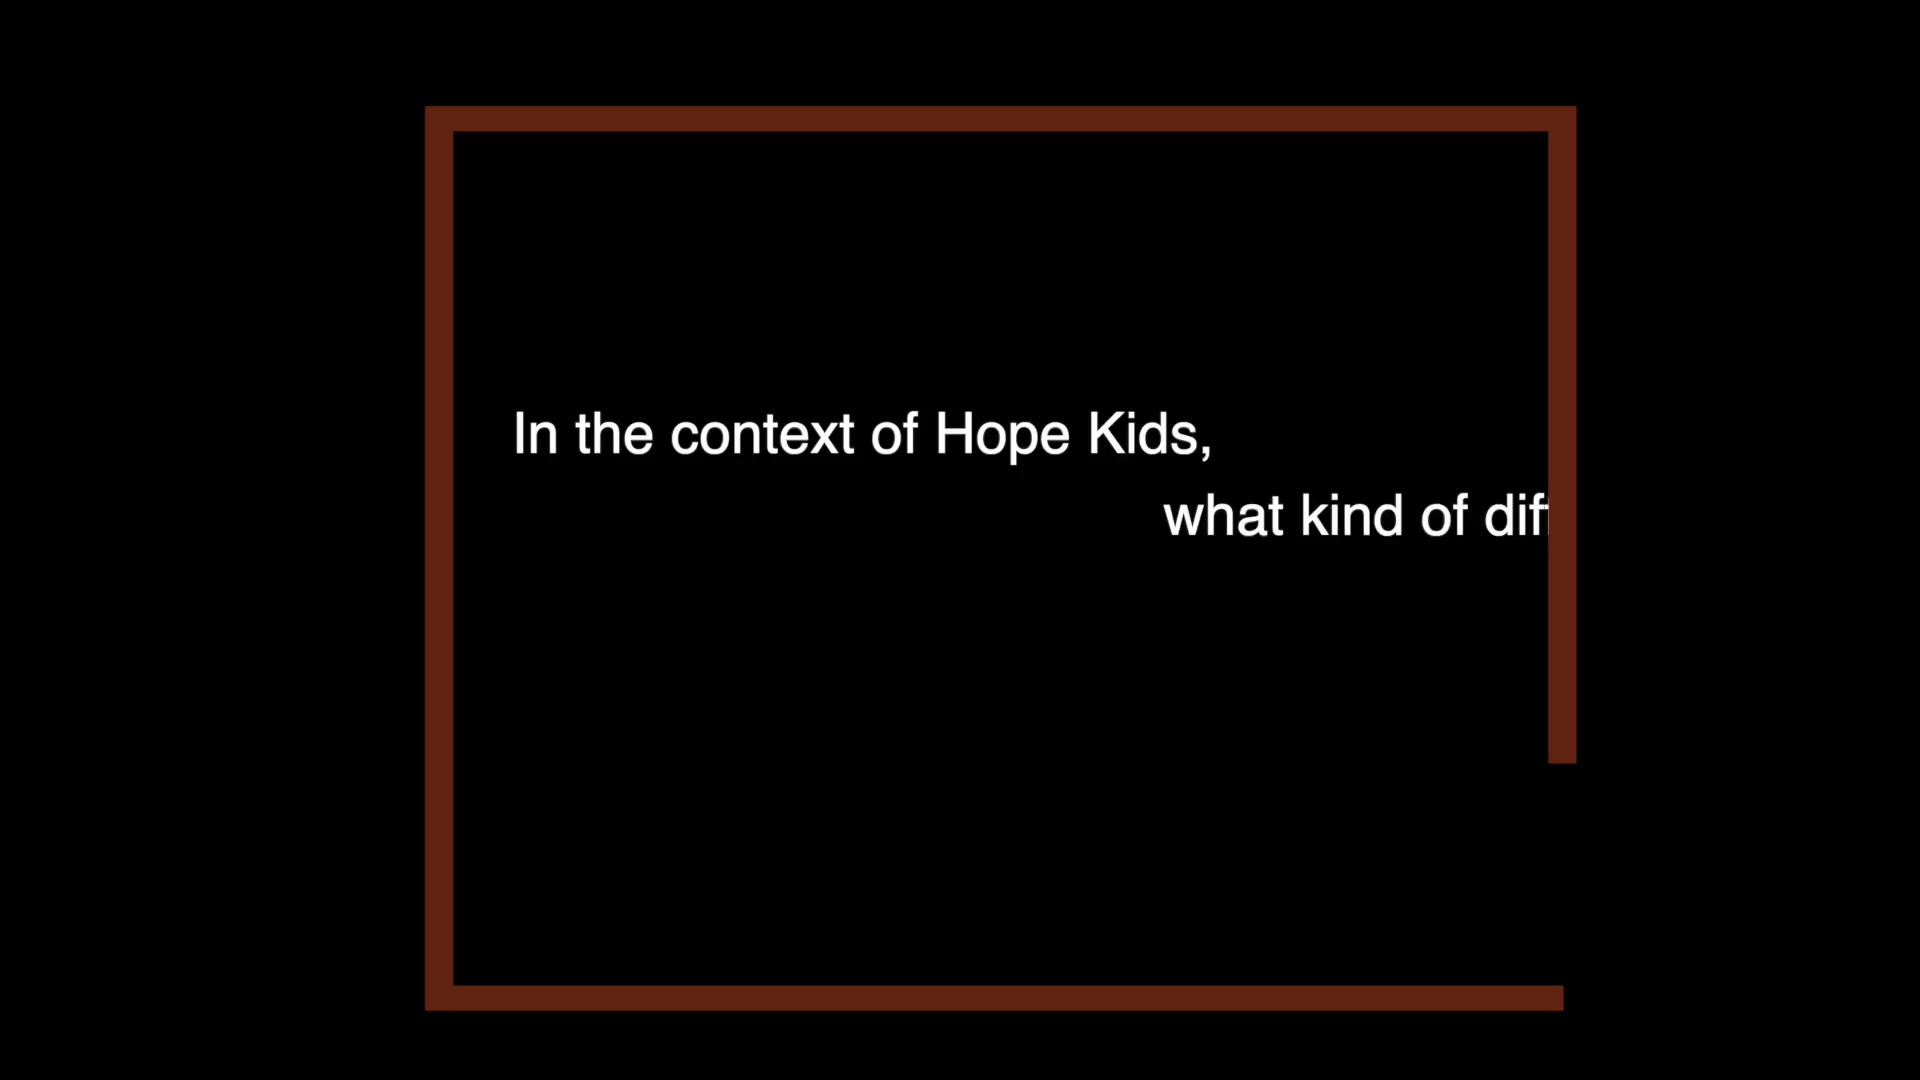 In the context of Hope Kids,
what kind of